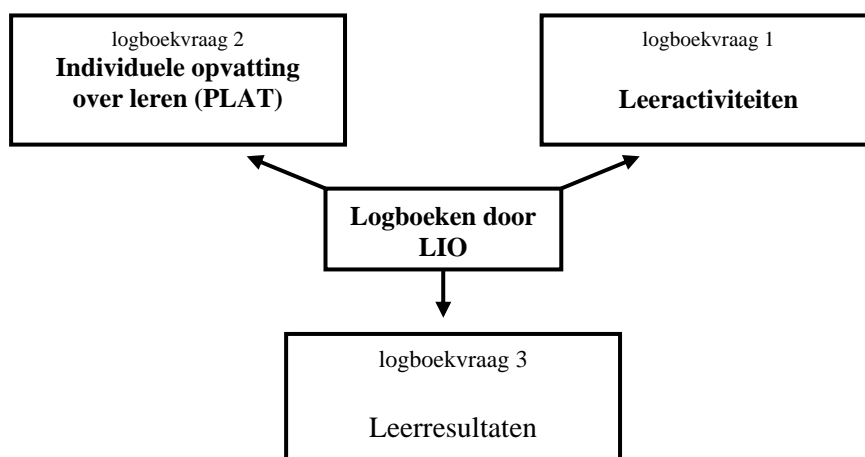 logboekvraag 2
Individuele opvatting
over leren (PLAT)
logboekvraag 1
Leeractiviteiten
Logboeken door
LIO
logboekvraag 3
Leerresultaten